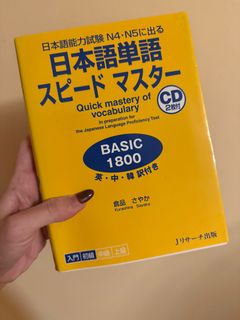 日本語能力試験 N4・N5に出る
日本語単語
スピード マスター
Quick mastery of
vocabulary
In preparation for
the Japanese Language Proficiency Test
CD
2枚付
BASIC
1800
英・中・韓 訳付き
倉品 さやか
Kurashina Sayaka
入門 初級 中級 上級
Jリサーチ出版